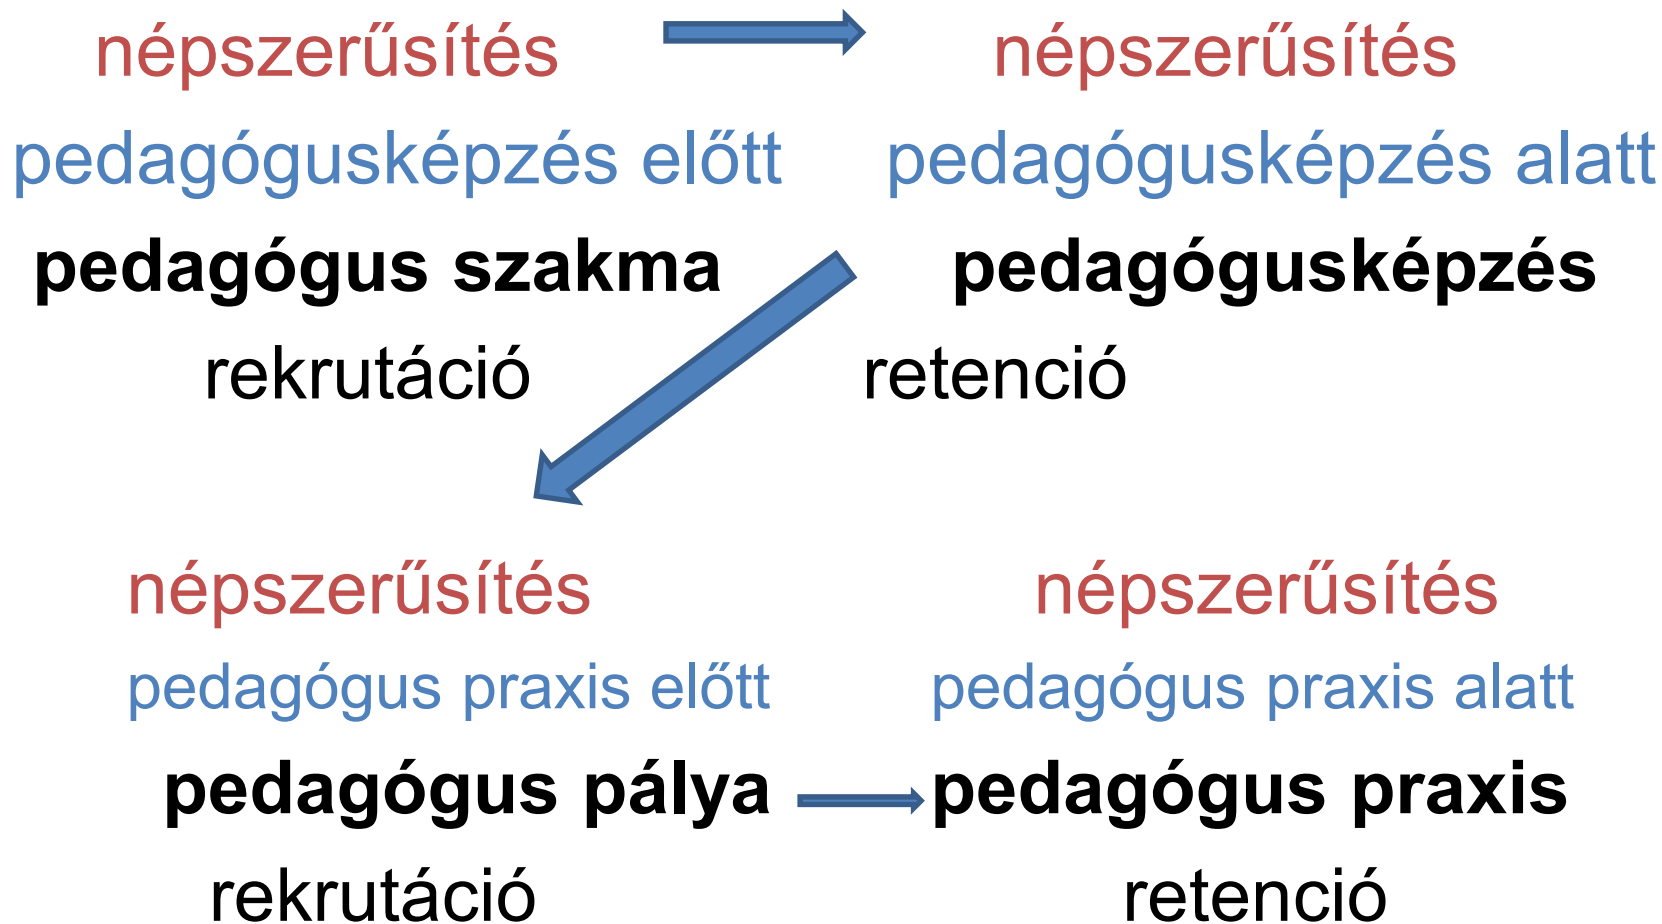 népszerűsítés népszerűsítés
pedagógusképzés előtt pedagógusképzés alatt
pedagógus szakma pedagógusképzés
rekrutáció retenció
népszerűsítés népszerűsítés
pedagógus praxis előtt pedagógus praxis alatt
pedagógus pálya pedagógus praxis
rekrutáció retenció